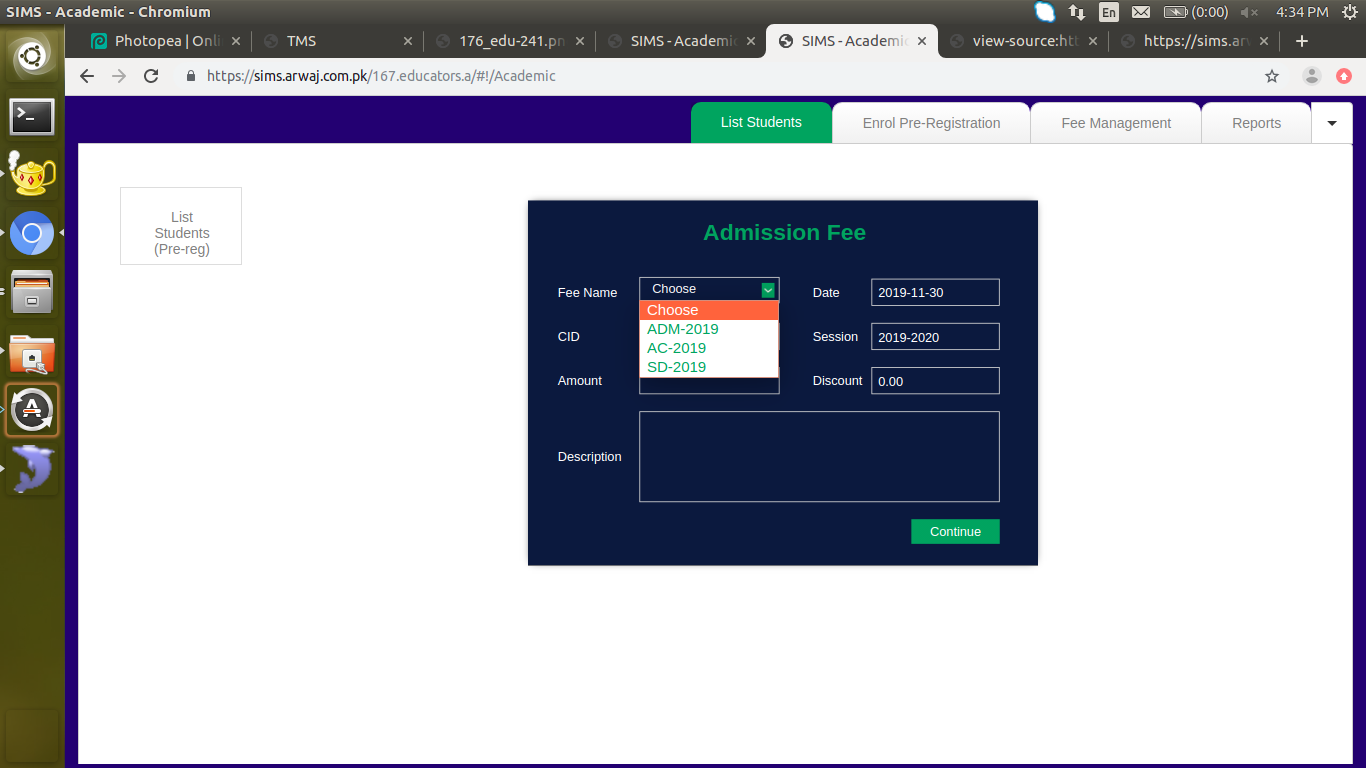 SIMS - Academic - Chromium
En
(0:00)
4:34 PM
Photopea | Onli
TMS
176_edu-241.pn
SIMS - Academic
SIMS - Academic
view-source:htt
https://sims.arw
https://sims.arwaj.com.pk/167.educators.a/#!/Academic
List Students
Enrol Pre-Registration
Fee Management
Reports
List
Students
(Pre-reg)
Admission Fee
Fee Name
Choose
Date
2019-11-30
Choose
ADM-2019
AC-2019
SD-2019
CID
Session
2019-2020
Amount
Discount
0.00
Description
Continue